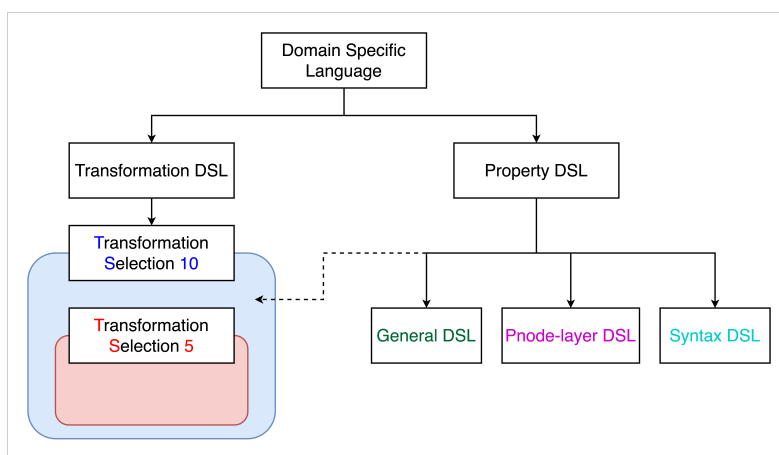 Domain Specific
Language
Transformation DSL
Property DSL
Transformation
Selection 10
Transformation
Selection 5
General DSL
Pnode-layer DSL
Syntax DSL